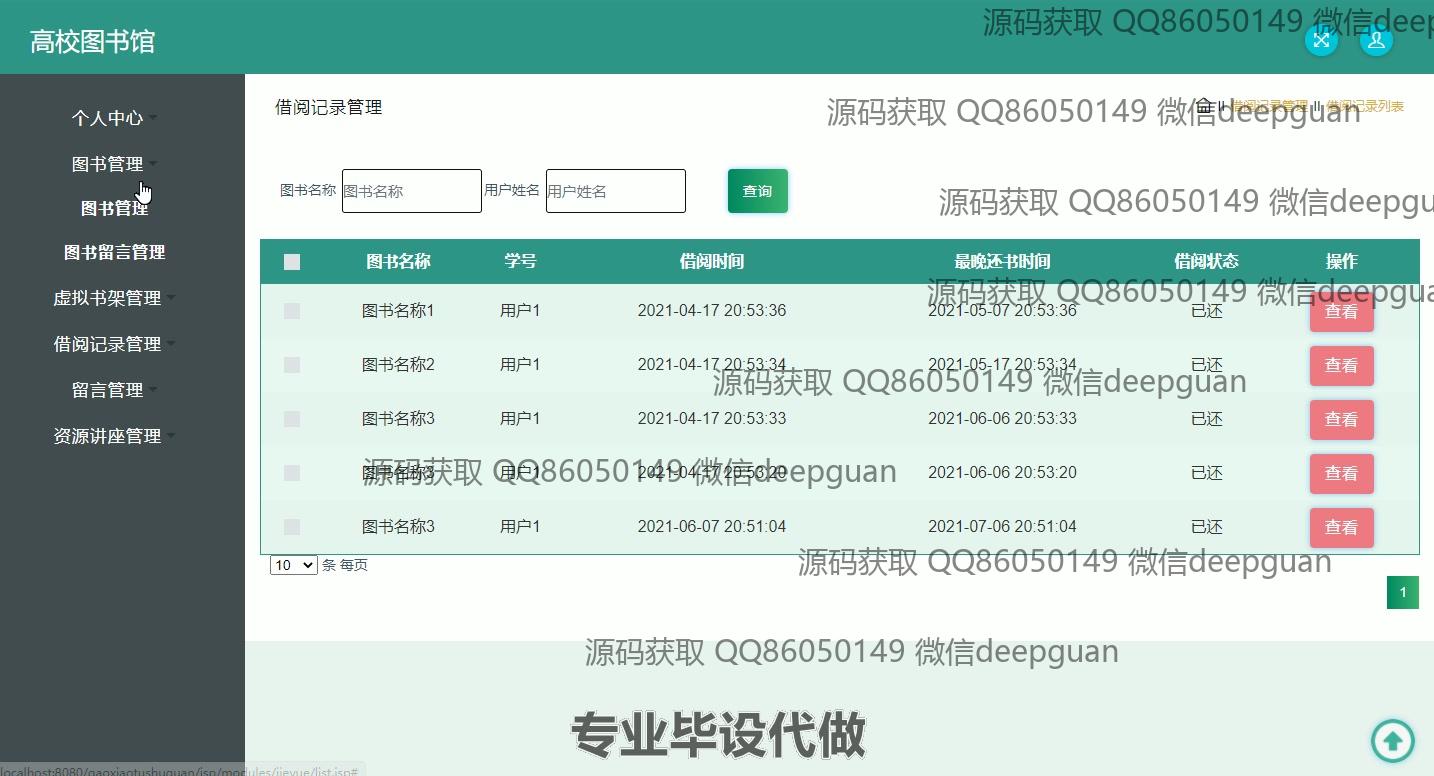 高校图书馆
源码获取 QQ86050149 微信deep
个人中心
图书管理
图书管理
图书留言管理
虚拟书架管理
借阅记录管理
留言管理
资源讲座管理
借阅记录管理
// 借阅记录管理 // 借阅记录列表
源码获取 QQ86050149 微信deepguan
图书名称 图书名称 用户姓名 用户姓名 查询
源码获取 QQ86050149 微信deepgu
图书名称 学号 借阅时间 最晚还书时间 借阅状态 操作
源码获取 QQ86050149 微信deepgua
图书名称1 用户1 2021-04-17 20:53:36 2021-05-07 20:53:36 已还 查看
图书名称2 用户1 2021-04-17 20:53:34 2021-05-17 20:53:34 已还 查看
源码获取 QQ86050149 微信deepguan
图书名称3 用户1 2021-04-17 20:53:33 2021-06-06 20:53:33 已还 查看
图书名称3 用户1 2021-04-17 20:53:20 2021-06-06 20:53:20 已还 查看
源码获取 QQ86050149 微信deepguan
图书名称3 用户1 2021-06-07 20:51:04 2021-07-06 20:51:04 已还 查看
10 条 每页
源码获取 QQ86050149 微信deepguan
1
源码获取 QQ86050149 微信deepguan
专业毕设代做
localhost:8080/gaoxiaotushuguan/jsp/modules/jieyue/list.jsp#